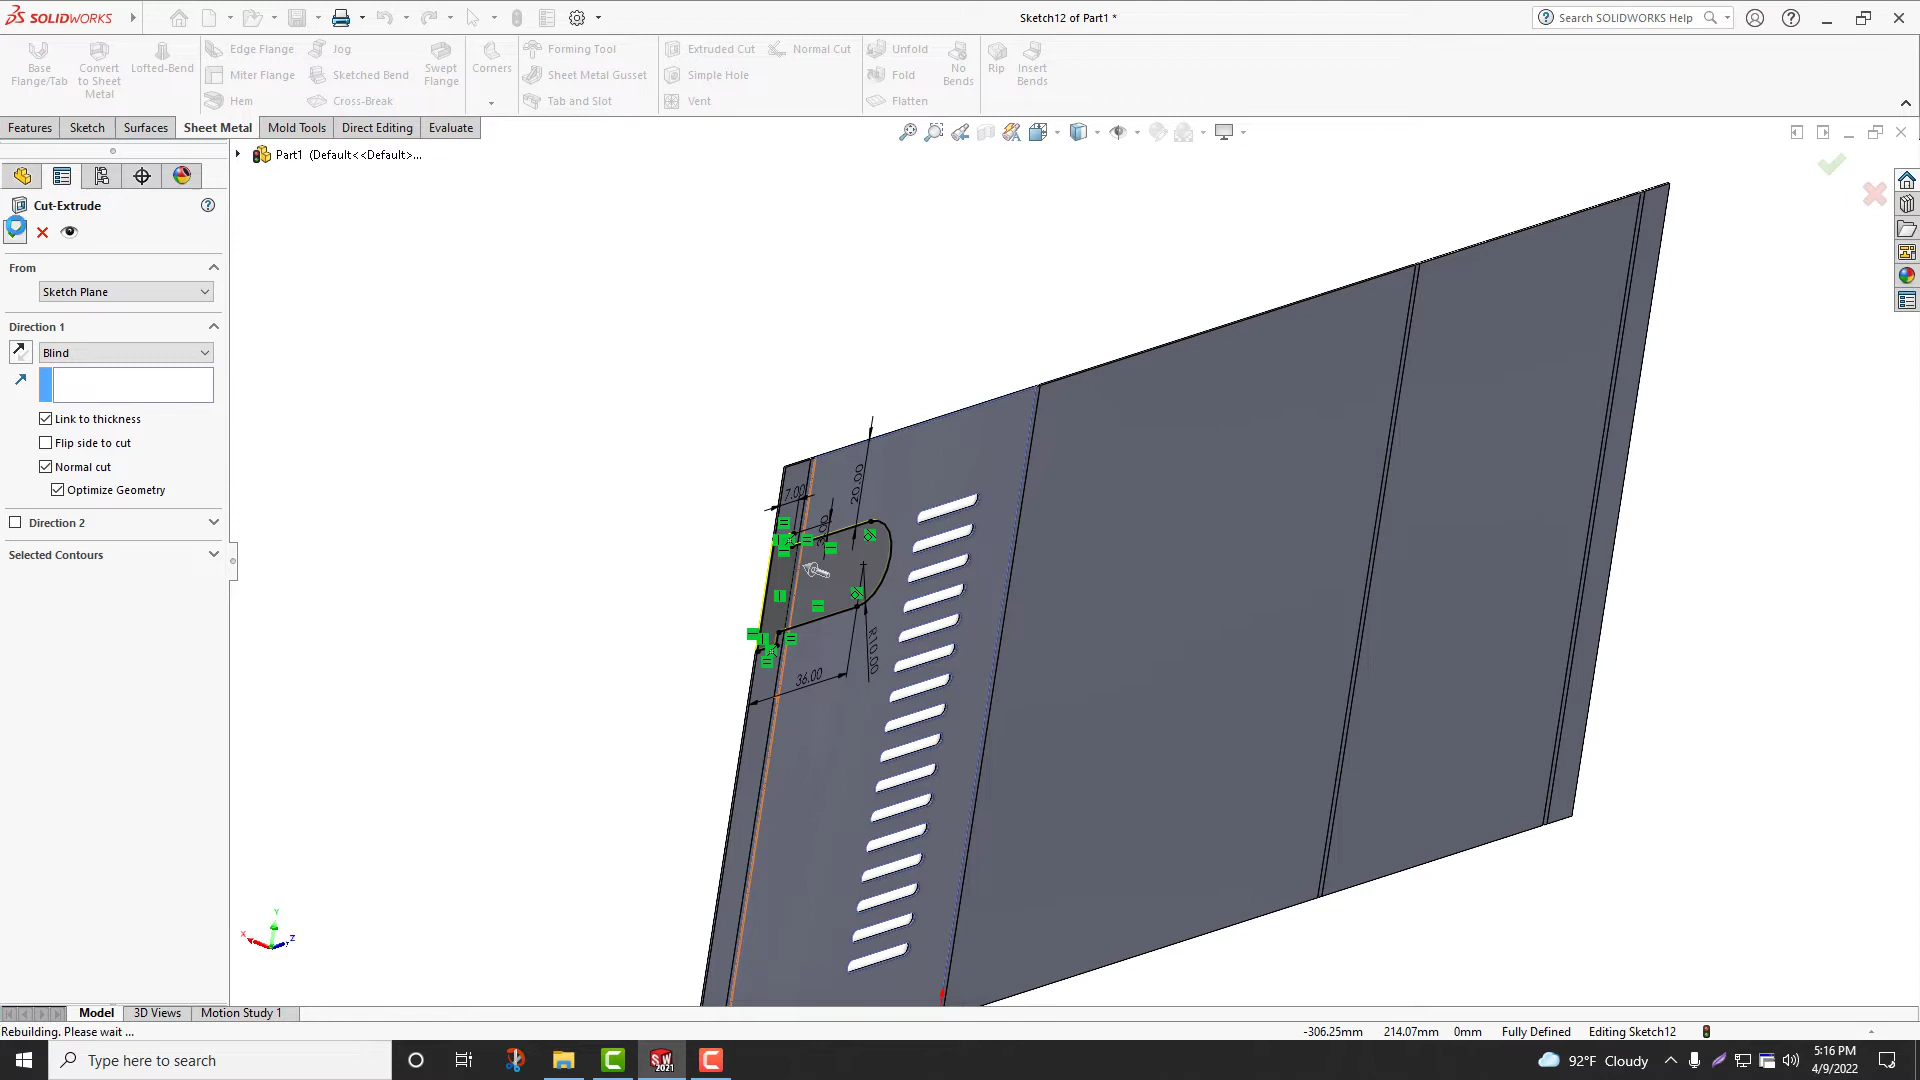 SOLIDWORKS
Sketch12 of Part1 *
Search SOLIDWORKS Help
Base Flange/Tab
Convert to Sheet Metal
Lofted-Bend
Edge Flange
Miter Flange
Hem
Jog
Sketched Bend
Cross-Break
Swept Flange
Corners
Forming Tool
Sheet Metal Gusset
Tab and Slot
Extruded Cut
Simple Hole
Vent
Normal Cut
Unfold
Fold
Flatten
No Bends
Rip
Insert Bends
Features
Sketch
Surfaces
Sheet Metal
Mold Tools
Direct Editing
Evaluate
Part1 (Default<<Default>...
Cut-Extrude
From
Sketch Plane
Direction 1
Blind
Link to thickness
Flip side to cut
Normal cut
Optimize Geometry
Direction 2
Selected Contours
7.00
20.00
3.00
R10.00
36.00
Y
X
Z
Model
3D Views
Motion Study 1
Rebuilding. Please wait ...
-306.25mm
214.07mm
0mm
Fully Defined
Editing Sketch12
Type here to search
SW
2021
92°F Cloudy
5:16 PM
4/9/2022